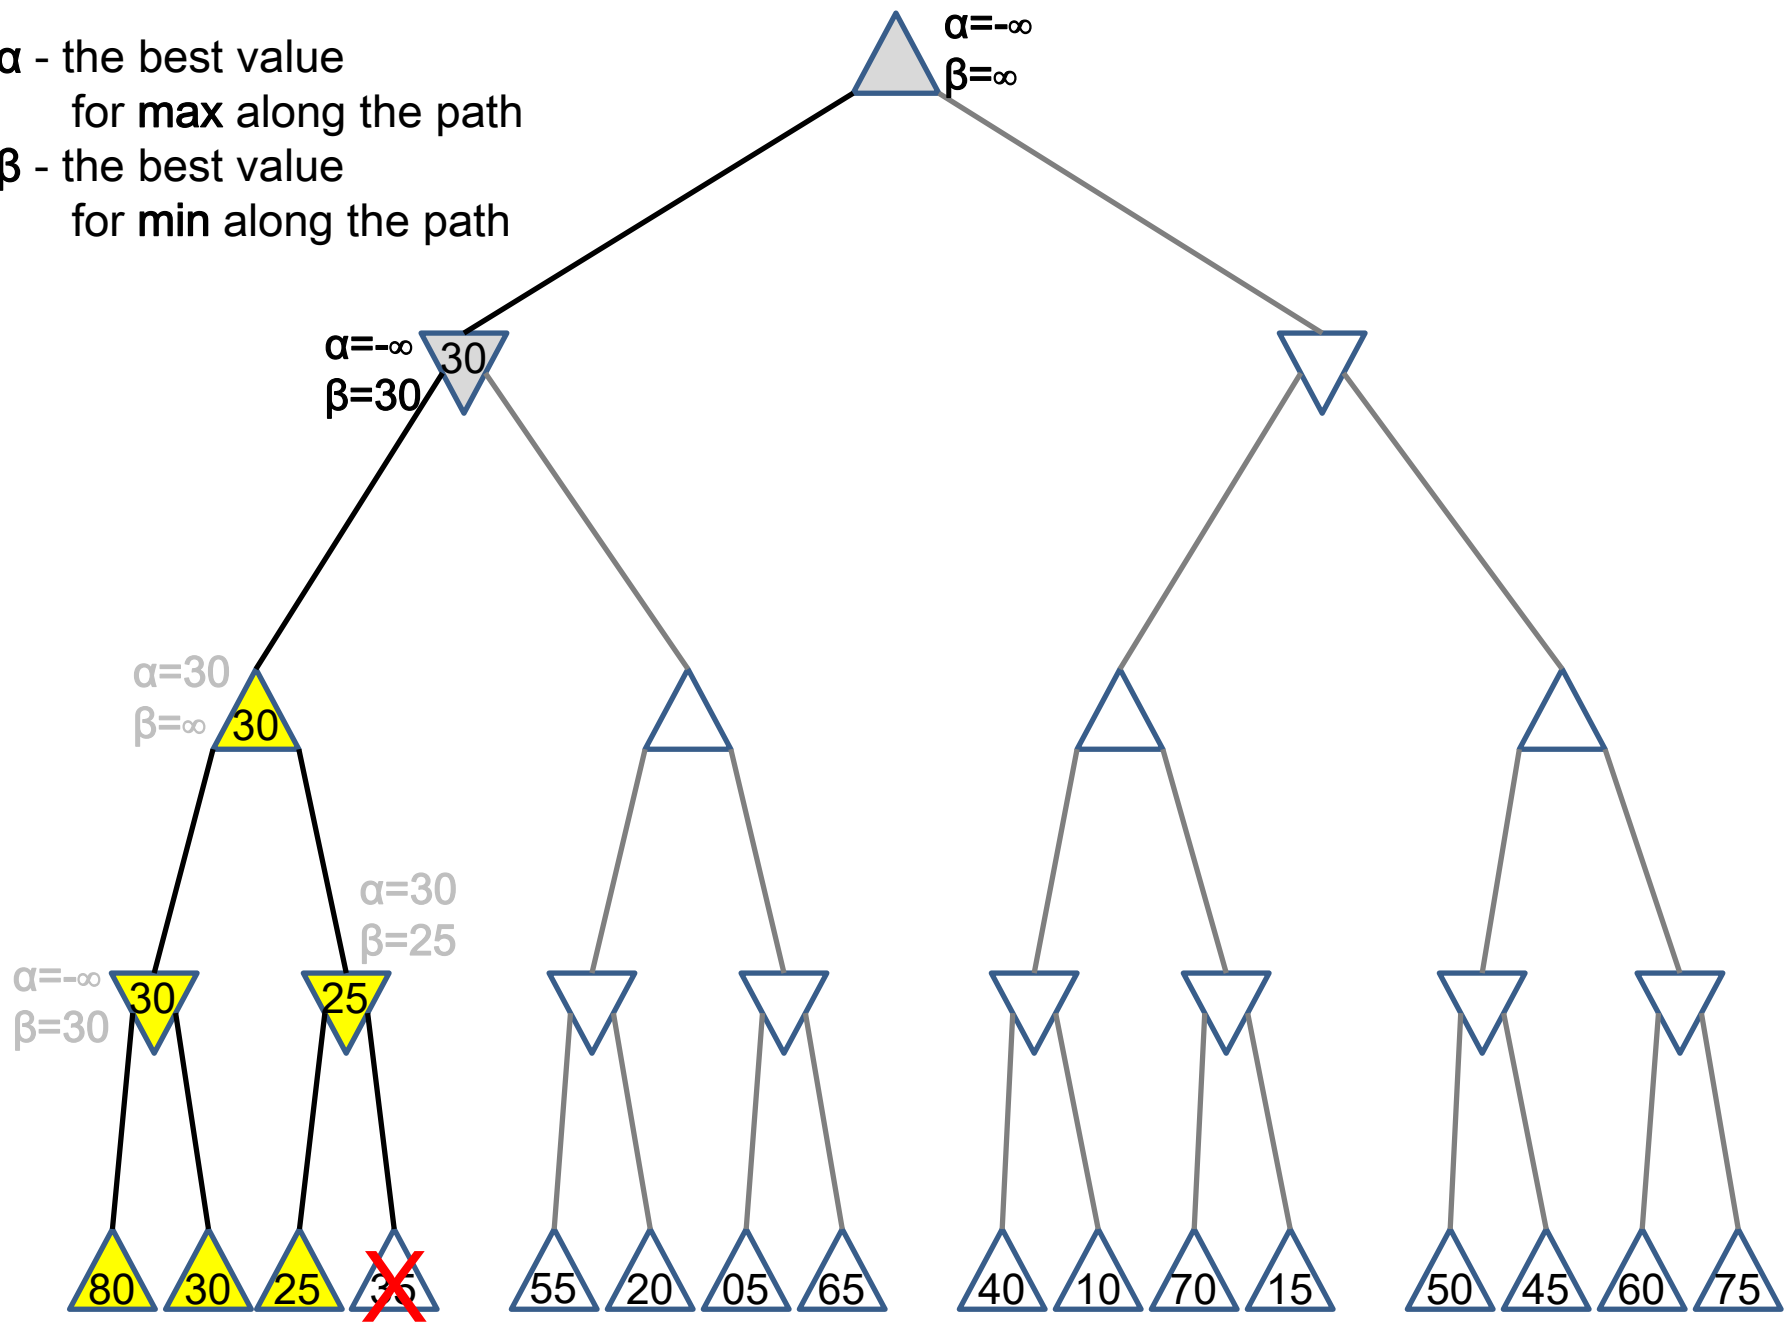 α - the best value
for max along the path
β - the best value
for min along the path
α=-∞
β=∞
α=-∞
β=30
30
α=30
β=∞
30
α=30
β=25
α=-∞
β=30
30
25
80 30 25 35 55 20 05 65 40 10 70 15 50 45 60 75